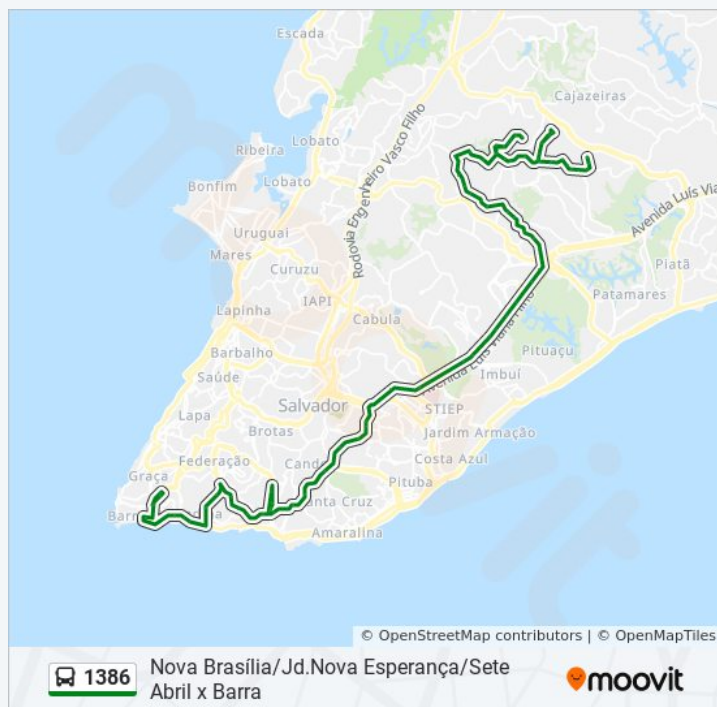 Escada
Cajazeiras
Lobato
Ribeira
Lobato
Bonfim
Rodovia Engenheiro Vasco Filho
Avenida Luís Via
Uruguai
Mares
Curuzu
Piatã
IAPI
Patamares
Lapinha
Cabula
Pituaçu
Barbalho
Avenida Luís Viana Filho
Imbuí
Saúde
Salvador
STIEP
Lapa
Brotas
Jardim Armação
Costa Azul
Federação
Cand
Graça
Pituba
Santa Cruz
Barr
Amaralina
© OpenStreetMap contributors | © OpenMapTiles
1386
Nova Brasília/Jd.Nova Esperança/Sete
Abril x Barra
moovit